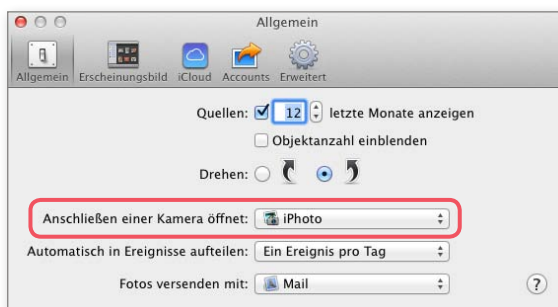 Allgemein
Allgemein Erscheinungsbild iCloud Accounts Erweitert
Quellen: 12 letzte Monate anzeigen
Objektanzahl einblenden
Drehen:
Anschließen einer Kamera öffnet: iPhoto
Automatisch in Ereignisse aufteilen: Ein Ereignis pro Tag
Fotos versenden mit: Mail ?